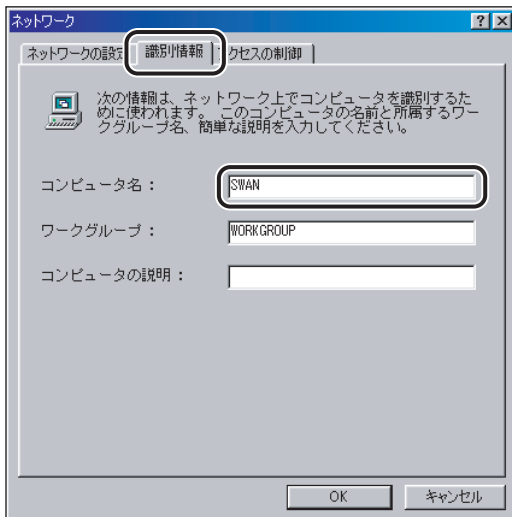 ネットワーク
ネットワークの設定
識別情報
クセスの制御
次の情報は、ネットワーク上でコンピュータを識別するた
めに使われます。 このコンピュータの名前と所属するワー
クグループ名、簡単な説明を入力してください。
コンピュータ名：
SWAN
ワークグループ：
WORKGROUP
コンピュータの説明：
OK
キャンセル